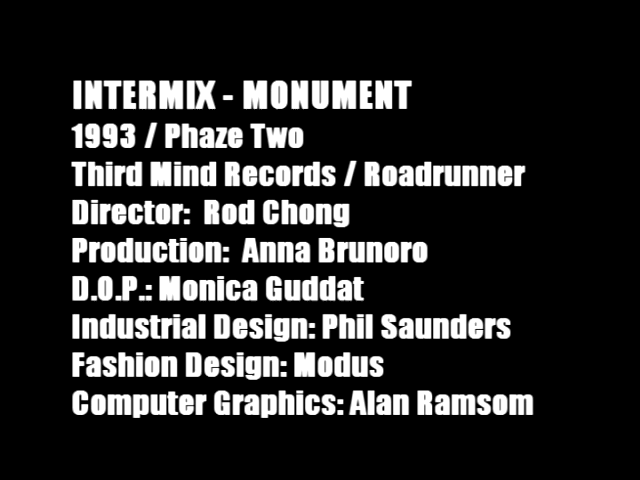 INTERMIX - MONUMENT
1993 / Phaze Two
Third Mind Records / Roadrunner
Director:  Rod Chong
Production:  Anna Brunoro
D.O.P.: Monica Guddat
Industrial Design: Phil Saunders
Fashion Design: Modus
Computer Graphics: Alan Ramsom